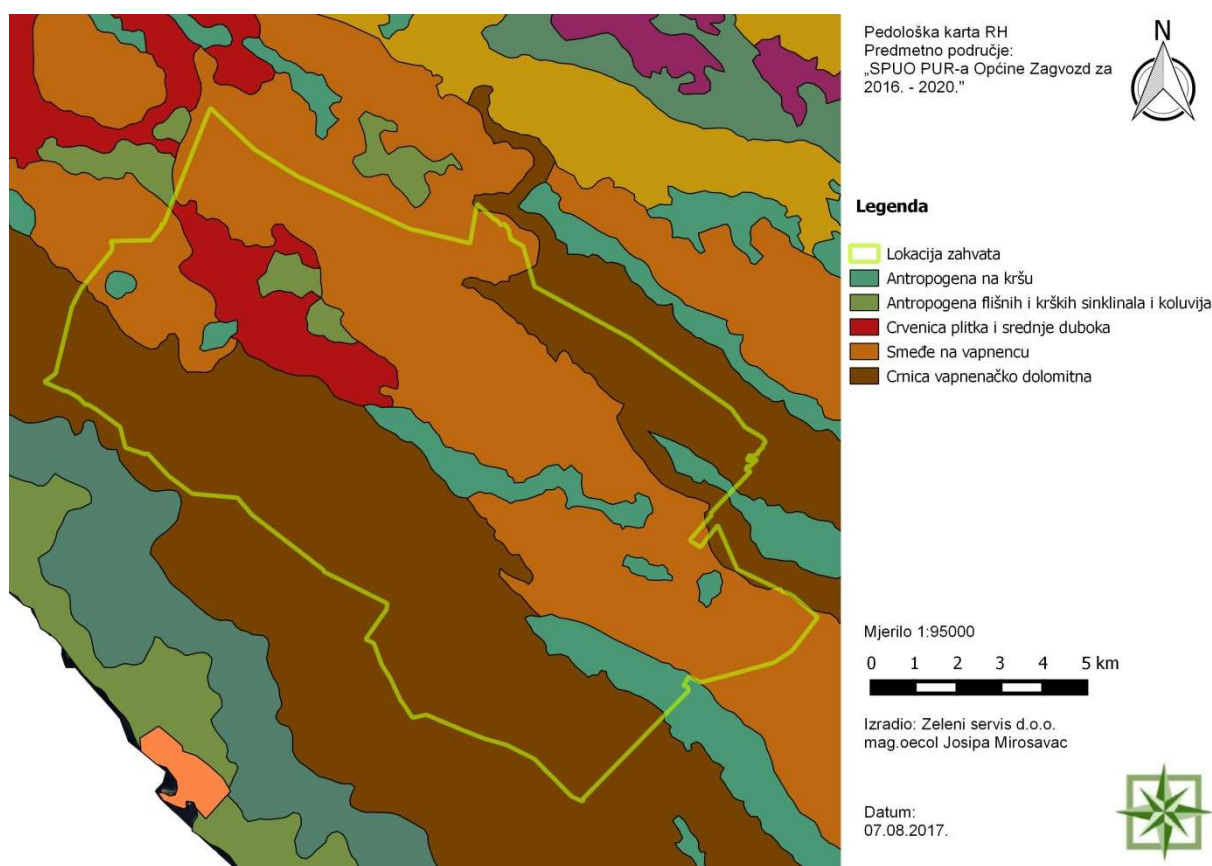 Pedološka karta RH
Predmetno područje:
„SPUO PUR-a Općine Zagvozd za
2016. - 2020."
N
Legenda
Lokacija zahvata
Antropogena na kršu
Antropogena flišnih i krških sinklinala i koluvija
Crvenica plitka i srednje duboka
Smeđe na vapnencu
Crnica vapnenačko dolomitna
Mjerilo 1:95000
0 1 2 3 4 5 km
Izradio: Zeleni servis d.o.o.
mag.oecol Josipa Mirosavac
Datum:
07.08.2017.